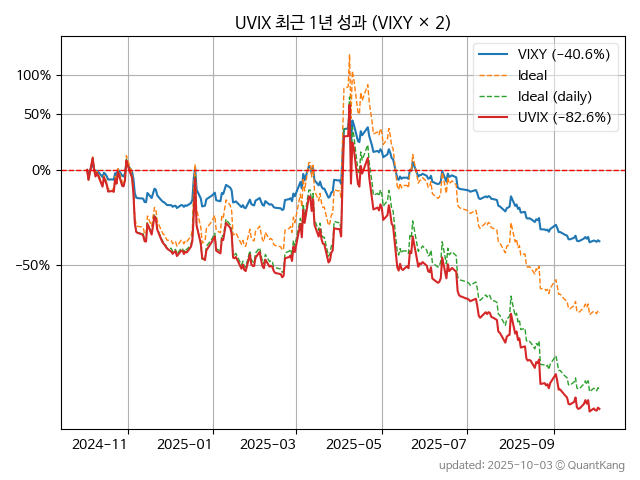 UVIX 최근 1년 성과 (VIXY × 2)
VIXY (−40.6%)
Ideal
Ideal (daily)
UVIX (−82.6%)
100%
50%
0%
−50%
2024-11
2025-01
2025-03
2025-05
2025-07
2025-09
updated: 2025-10-03 © QuantKang